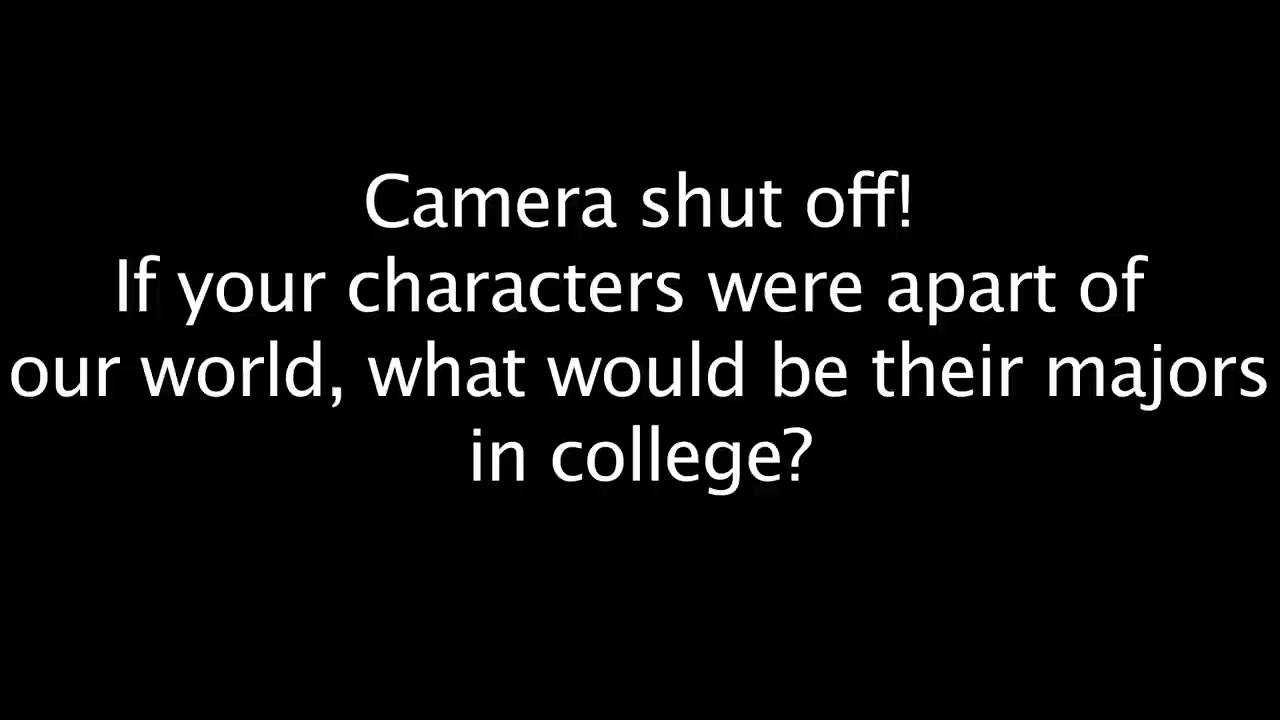 Camera shut off!
If your characters were apart of
our world, what would be their majors
in college?